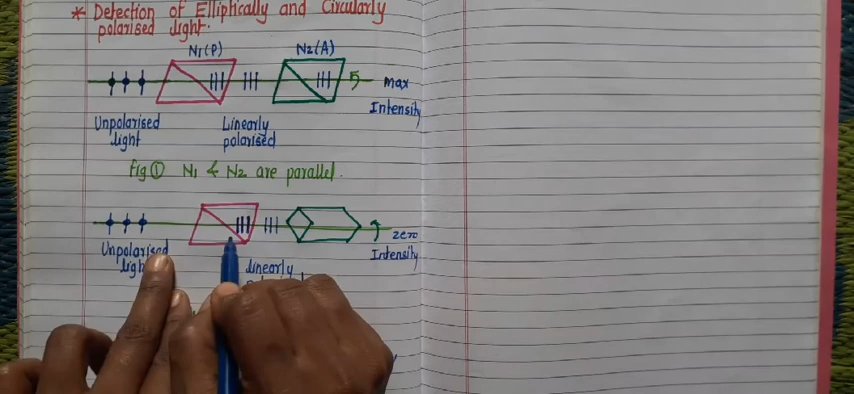 * Detection of Elliptically and Circularly
polarised light.
N1(P) N2(A)
max
Intensity
Unpolarised
light
Linearly
polarised
Fig ① N1 & N2 are parallel.
zero
Intensity
Unpolarised
linearly